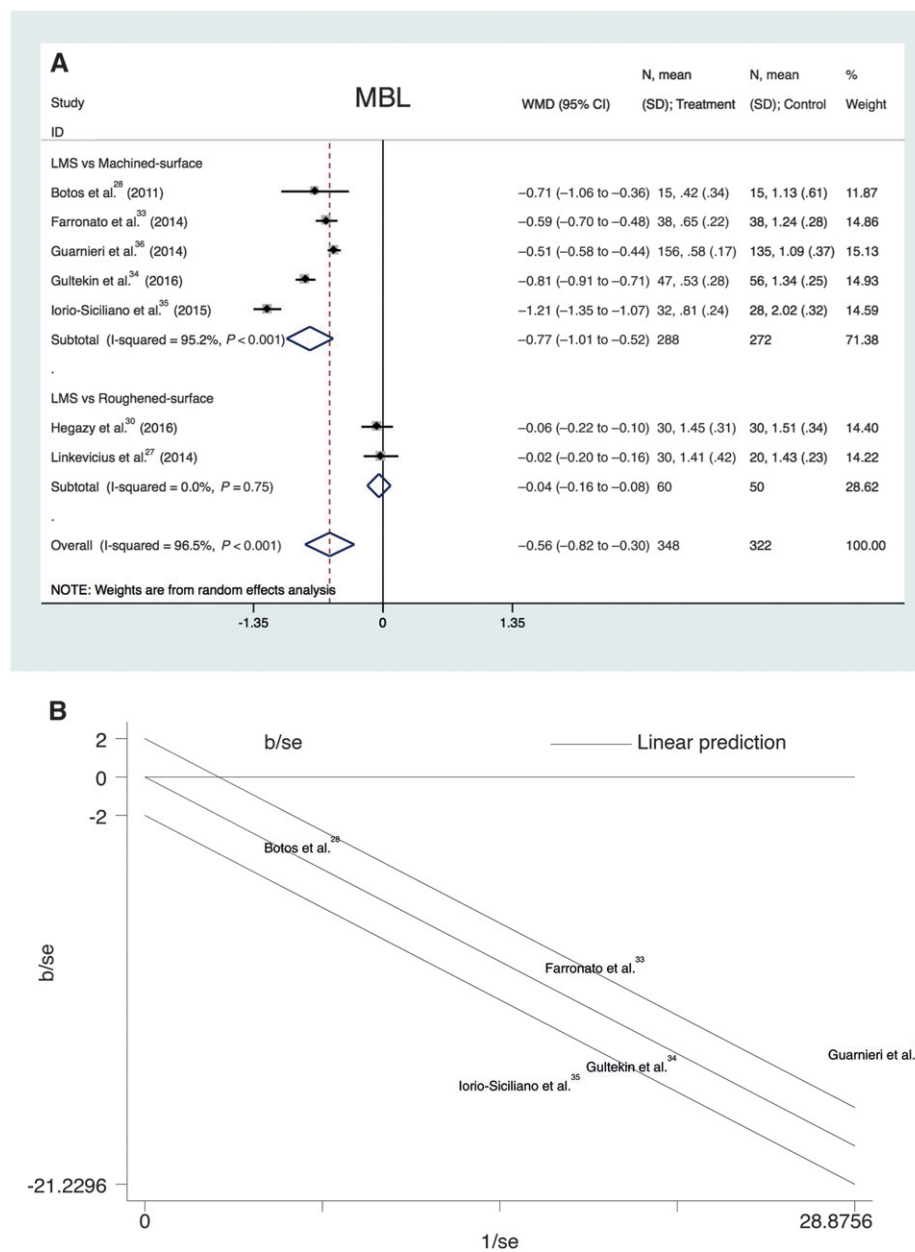 A
MBL
N, mean N, mean %
Study WMD (95% CI) (SD); Treatment (SD); Control Weight
ID
LMS vs Machined-surface
Botos et al.28 (2011) −0.71 (−1.06 to −0.36) 15, .42 (.34) 15, 1.13 (.61) 11.87
Farronato et al.33 (2014) −0.59 (−0.70 to −0.48) 38, .65 (.22) 38, 1.24 (.28) 14.86
Guarnieri et al.36 (2014) −0.51 (−0.58 to −0.44) 156, .58 (.17) 135, 1.09 (.37) 15.13
Gultekin et al.34 (2016) −0.81 (−0.91 to −0.71) 47, .53 (.28) 56, 1.34 (.25) 14.93
Iorio-Siciliano et al.35 (2015) −1.21 (−1.35 to −1.07) 32, .81 (.24) 28, 2.02 (.32) 14.59
Subtotal (I-squared = 95.2%, P < 0.001) −0.77 (−1.01 to −0.52) 288 272 71.38
.
LMS vs Roughened-surface
Hegazy et al.30 (2016) −0.06 (−0.22 to −0.10) 30, 1.45 (.31) 30, 1.51 (.34) 14.40
Linkevicius et al.27 (2014) −0.02 (−0.20 to −0.16) 30, 1.41 (.42) 20, 1.43 (.23) 14.22
Subtotal (I-squared = 0.0%, P = 0.75) −0.04 (−0.16 to −0.08) 60 50 28.62
.
Overall (I-squared = 96.5%, P < 0.001) −0.56 (−0.82 to −0.30) 348 322 100.00
NOTE: Weights are from random effects analysis
-1.35 0 1.35
B
b/se Linear prediction
2
0
-2
Botos et al.28
Farronato et al.33
b/se
Guarnieri et al.
Gultekin et al.34
Iorio-Siciliano et al.35
-21.2296
0 28.8756
1/se